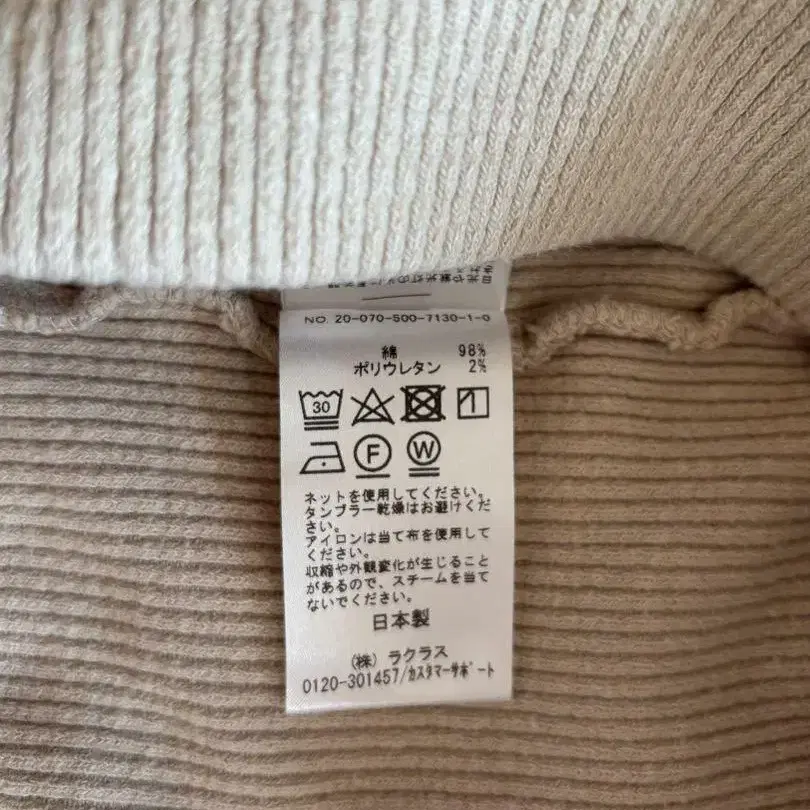 NO. 20-070-500-7130-1-0
綿 98%
ポリウレタン 2%
30
F W
ネットを使用してください。
タンブラー乾燥はお避けくだ
さい。
アイロンは当て布を使用して
ください。
収縮や外観変化が生じること
があるので、スチームを当て
ないでください。
日本製
(株) ラクラス
0120-301457/カスタマーサポート